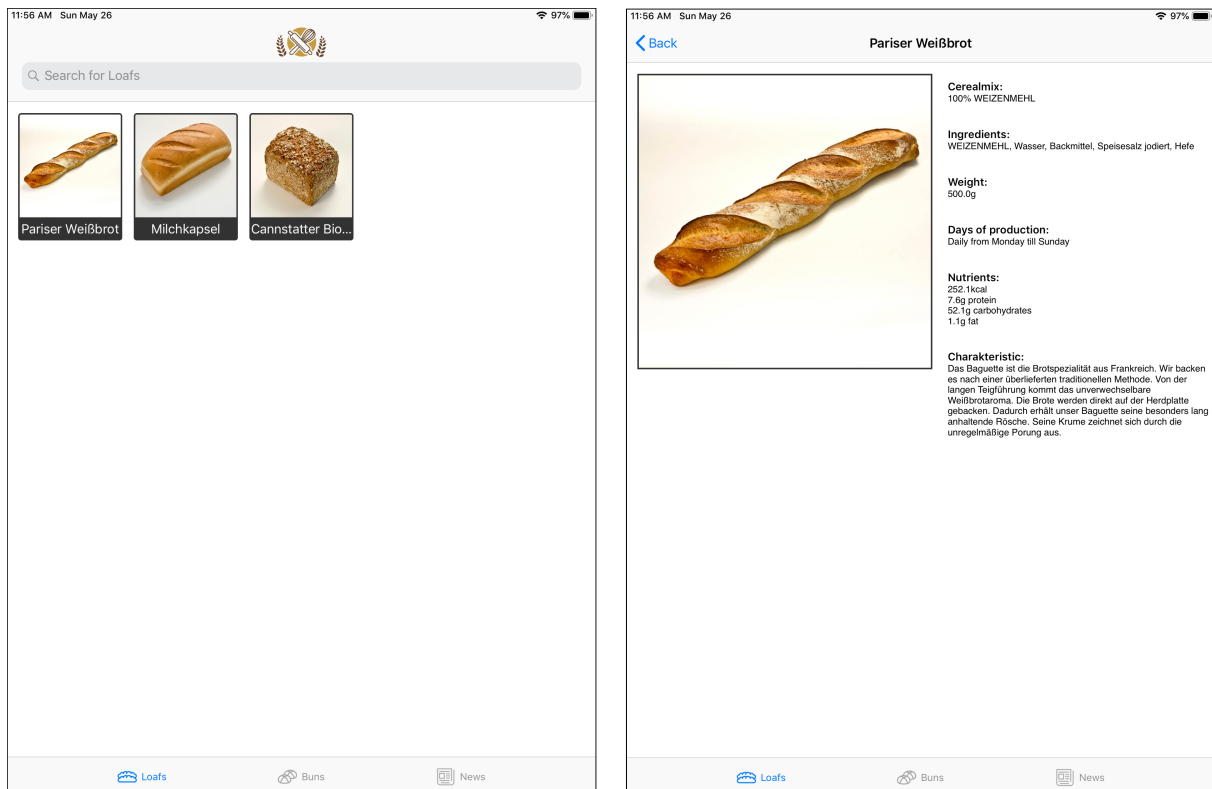 11:56 AM Sun May 26
97%
Search for Loafs
Pariser Weißbrot
Milchkapsel
Cannstatter Bio...
Loafs
Buns
News
11:56 AM Sun May 26
97%
Back
Pariser Weißbrot
Cerealmix:
100% WEIZENMEHL
Ingredients:
WEIZENMEHL, Wasser, Backmittel, Speisesalz jodiert, Hefe
Weight:
500.0g
Days of production:
Daily from Monday till Sunday
Nutrients:
252.1kcal
7.6g protein
52.1g carbohydrates
1.1g fat
Charakteristic:
Das Baguette ist die Brotspezialität aus Frankreich. Wir backen
es nach einer überlieferten traditionellen Methode. Von der
langen Teigführung kommt das unverwechselbare
Weißbrotaroma. Die Brote werden direkt auf der Herdplatte
gebacken. Dadurch erhält unser Baguette seine besonders lang
anhaltende Rösche. Seine Krume zeichnet sich durch die
unregelmäßige Porung aus.
Loafs
Buns
News